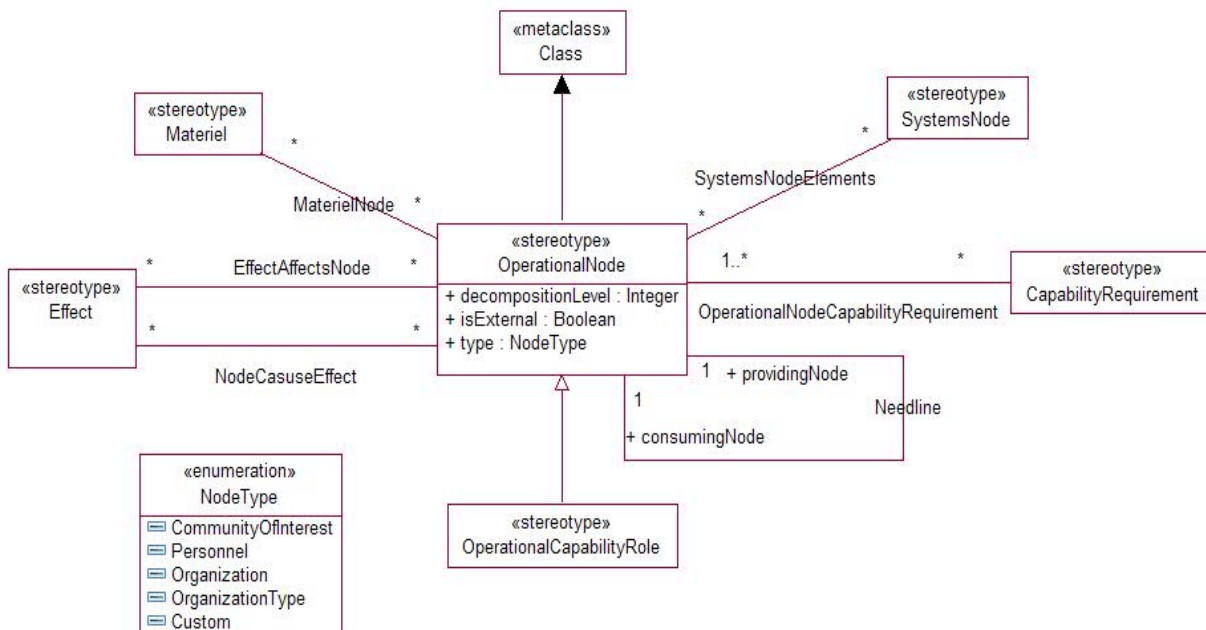 «metaclass»
Class
«stereotype»
Materiel
«stereotype»
SystemsNode
*
*
SystemsNodeElements
MaterielNode
*
*
«stereotype»
OperationalNode
+ decompositionLevel : Integer
+ isExternal : Boolean
+ type : NodeType
«stereotype»
Effect
*
EffectAffectsNode
*
*
*
NodeCasuseEffect
1..*
*
«stereotype»
CapabilityRequirement
OperationalNodeCapabilityRequirement
1
+ providingNode
1
Needline
+ consumingNode
«enumeration»
NodeType
CommunityOfInterest
Personnel
Organization
OrganizationType
Custom
«stereotype»
OperationalCapabilityRole